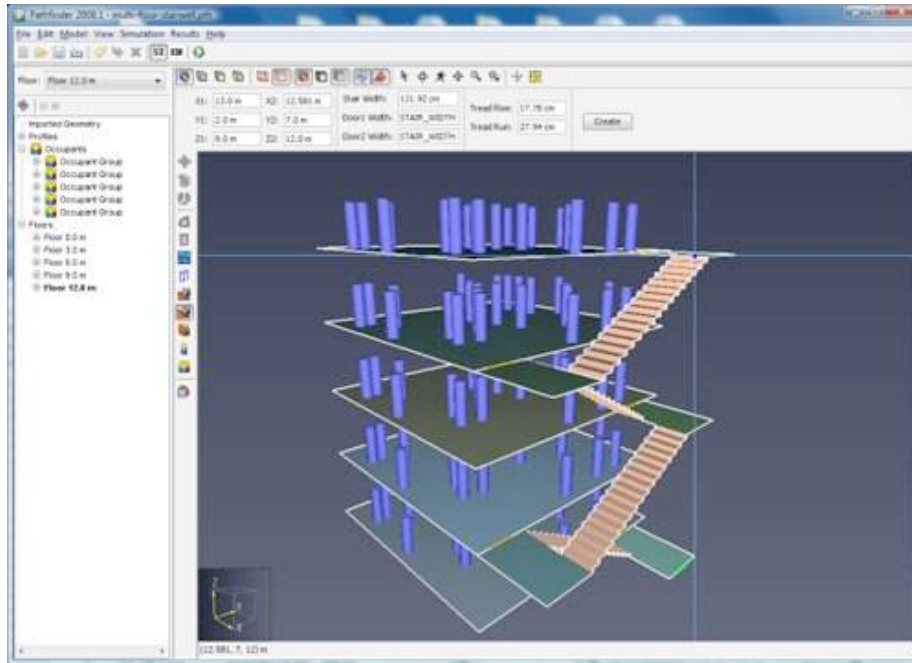 Pathfinder 2008.1 - multi-floor-stairwell.pth
File Edit Model View Simulation Results Help
Floor: Floor 12.0 m
X1: 13.0 m X2: 12.581 m Stair Width: 121.92 cm Tread Rise: 17.78 cm
Y1: 2.0 m Y2: 7.0 m Door1 Width: STAIR_WIDTH Tread Run: 27.94 cm Create
Z1: 9.0 m Z2: 12.0 m Door2 Width: STAIR_WIDTH
Imported Geometry
Profiles
Occupants
Occupant Group
Occupant Group
Occupant Group
Occupant Group
Occupant Group
Floors
Floor 0.0 m
Floor 3.0 m
Floor 6.0 m
Floor 9.0 m
Floor 12.0 m
Z
Y
X
(12.581, 7, 12) m